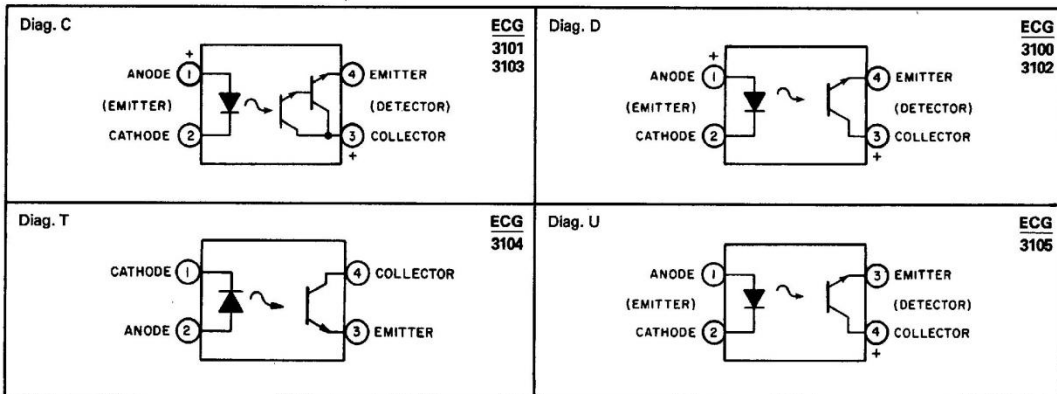 Diag. C
ECG
3101
3103
+
ANODE 1
4 EMITTER
(EMITTER)
(DETECTOR)
CATHODE 2
3 COLLECTOR
+
Diag. D
ECG
3100
3102
+
ANODE 1
4 EMITTER
(EMITTER)
(DETECTOR)
CATHODE 2
3 COLLECTOR
+
Diag. T
ECG
3104
CATHODE 1
4 COLLECTOR
ANODE 2
3 EMITTER
Diag. U
ECG
3105
ANODE 1
3 EMITTER
(EMITTER)
(DETECTOR)
CATHODE 2
4 COLLECTOR
+